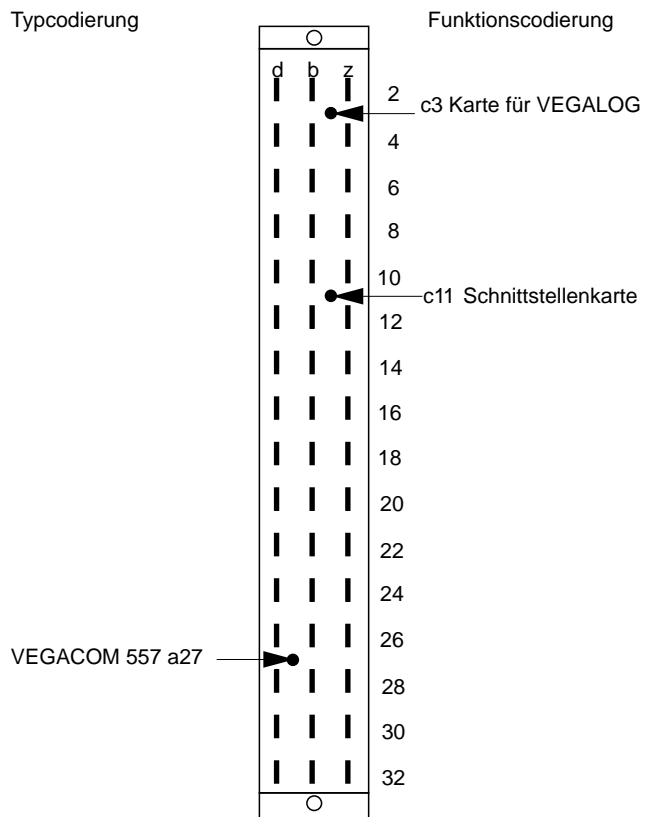 Typcodierung
Funktionscodierung
d b z
2
c3 Karte für VEGALOG
4
6
8
10
c11 Schnittstellenkarte
12
14
16
18
20
22
24
26
VEGACOM 557 a27
28
30
32